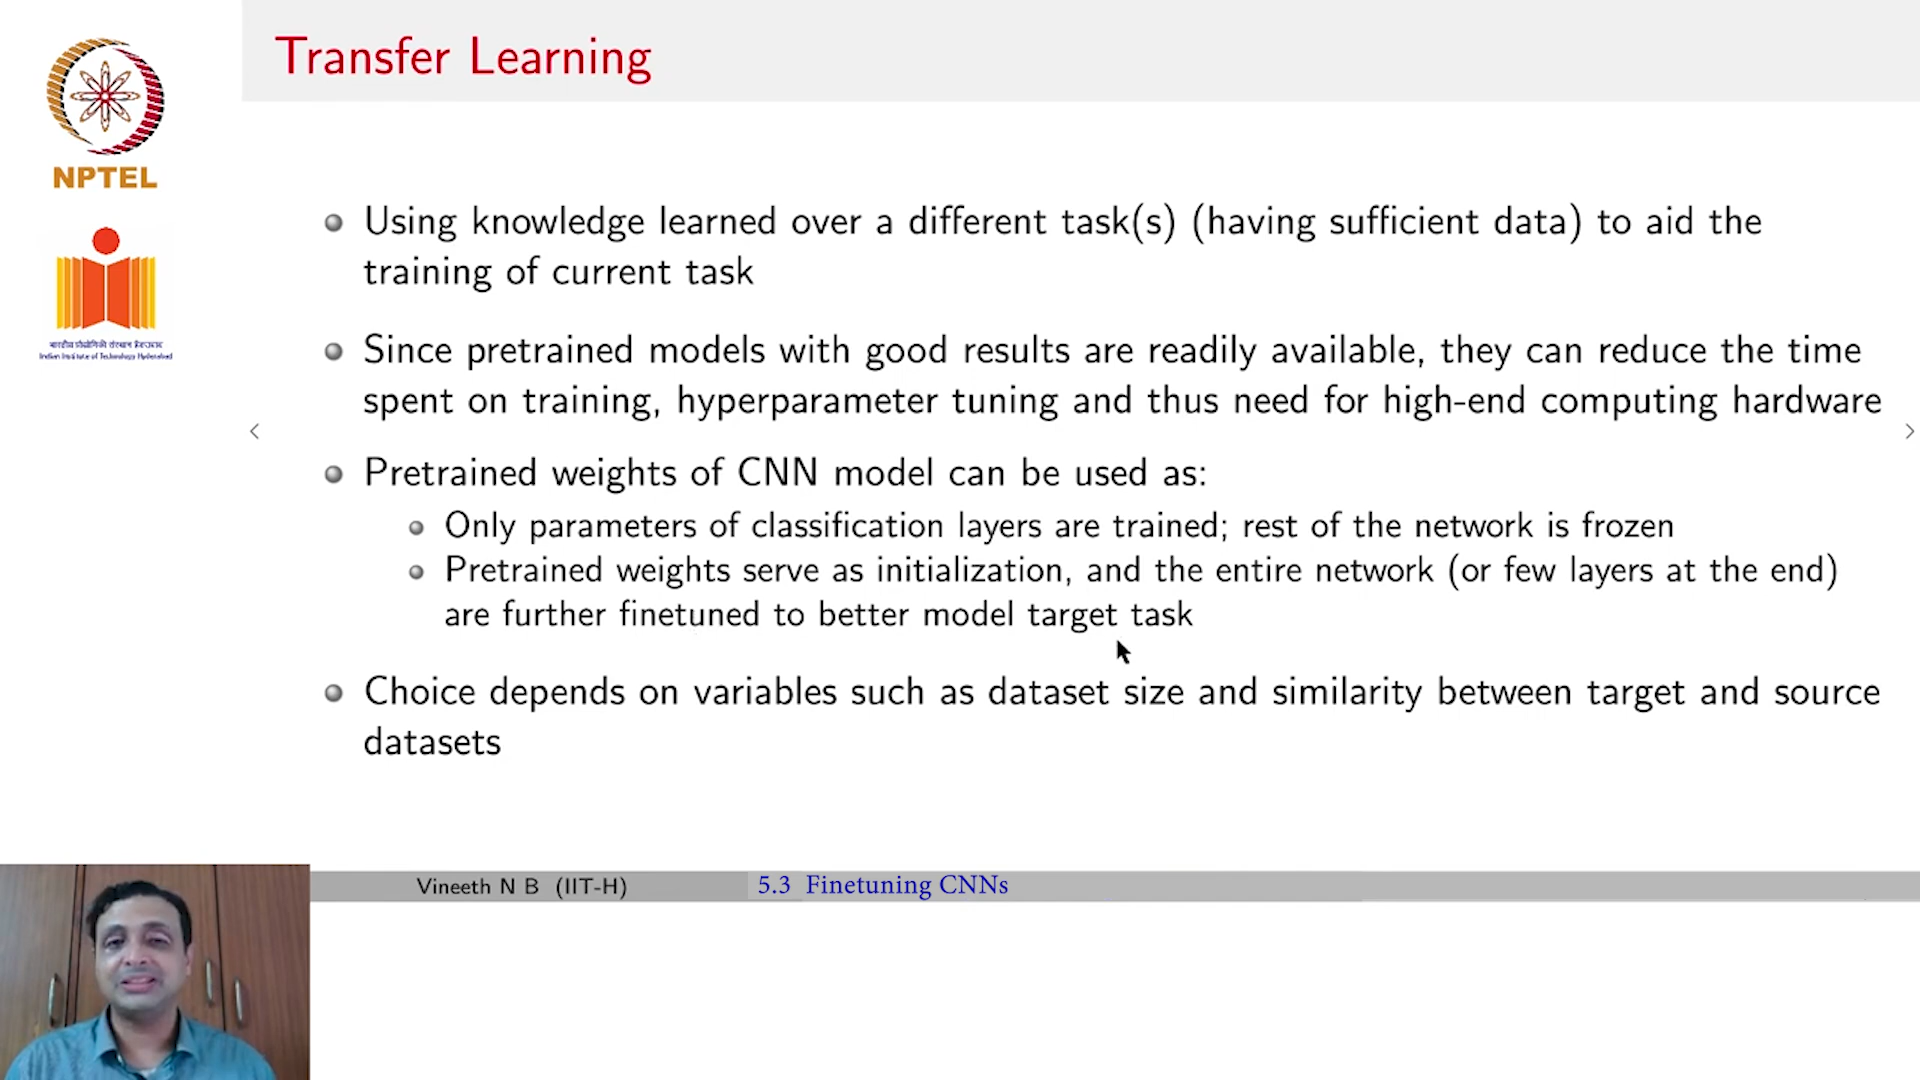 Transfer Learning
NPTEL
Indian Institute of Technology Hyderabad
Using knowledge learned over a different task(s) (having sufficient data) to aid the
training of current task
Since pretrained models with good results are readily available, they can reduce the time
spent on training, hyperparameter tuning and thus need for high-end computing hardware
Pretrained weights of CNN model can be used as:
Only parameters of classification layers are trained; rest of the network is frozen
Pretrained weights serve as initialization, and the entire network (or few layers at the end)
are further finetuned to better model target task
Choice depends on variables such as dataset size and similarity between target and source
datasets
Vineeth N B (IIT-H)
5.3 Finetuning CNNs